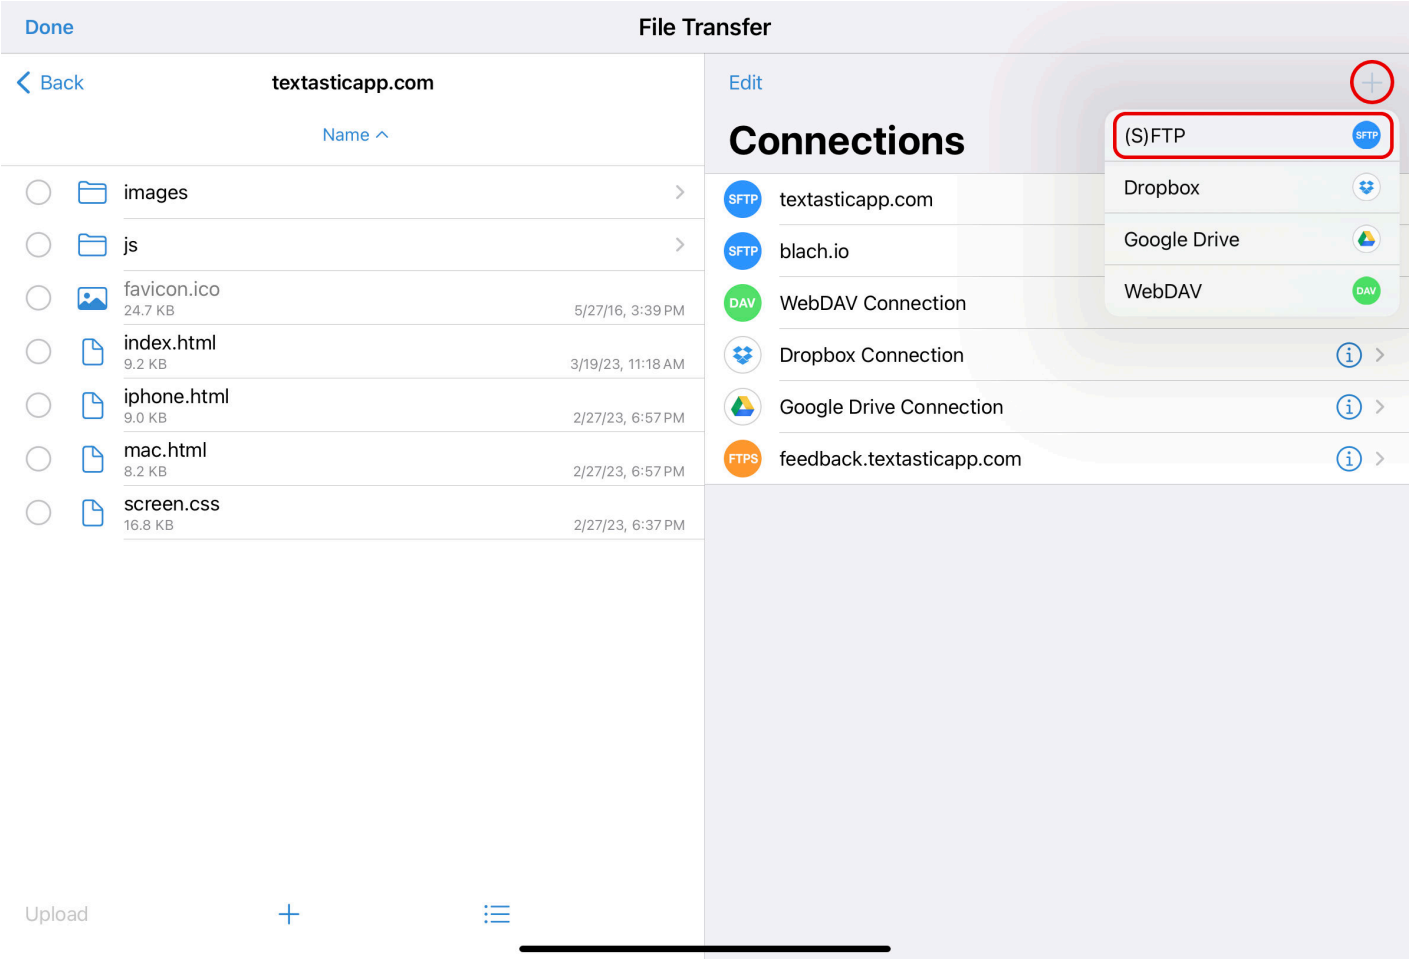 Done
File Transfer
Back
textasticapp.com
Name
images
js
favicon.ico
24.7 KB
5/27/16, 3:39 PM
index.html
9.2 KB
3/19/23, 11:18 AM
iphone.html
9.0 KB
2/27/23, 6:57 PM
mac.html
8.2 KB
2/27/23, 6:57 PM
screen.css
16.8 KB
2/27/23, 6:37 PM
Upload
Edit
Connections
SFTP textasticapp.com
SFTP blach.io
DAV WebDAV Connection
Dropbox Connection
Google Drive Connection
FTPS feedback.textasticapp.com
(S)FTP SFTP
Dropbox
Google Drive
WebDAV DAV